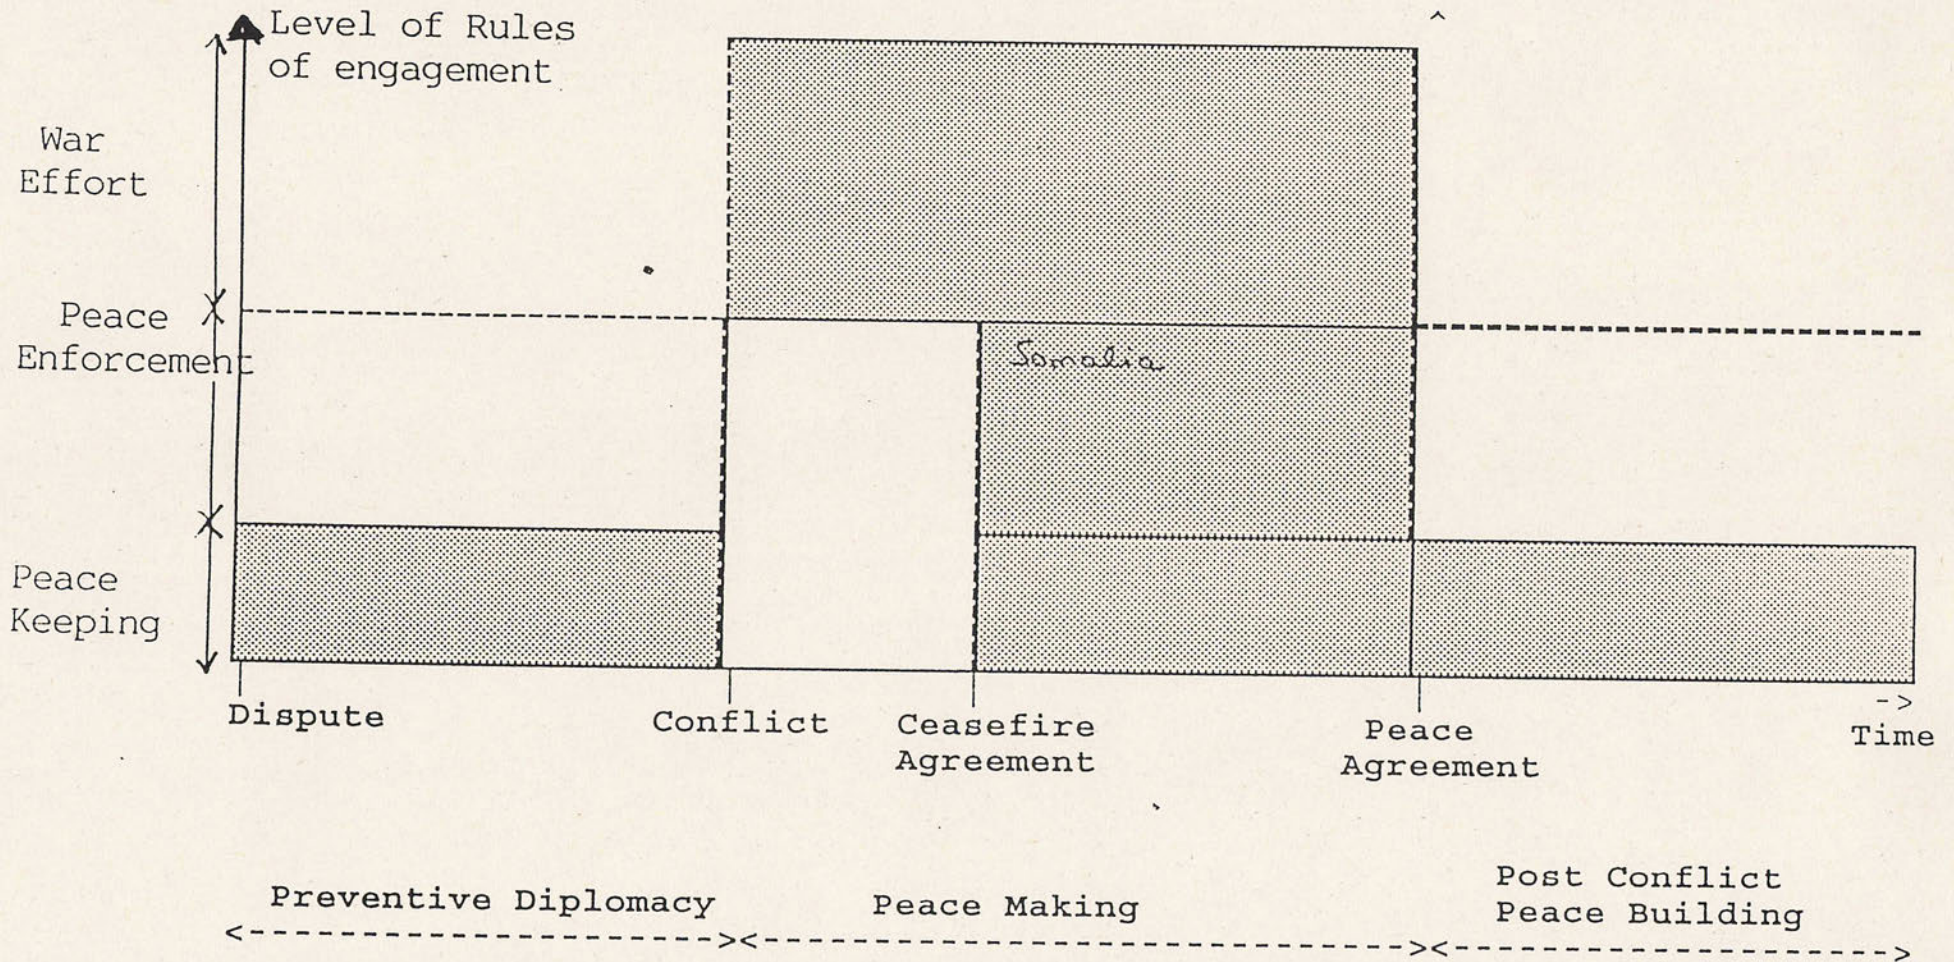 Level of Rules
of engagement
War
Effort
Peace
Enforcement
Somalia
Peace
Keeping
Dispute
Conflict
Ceasefire
Agreement
Peace
Agreement
->
Time
Preventive Diplomacy
Peace Making
Post Conflict
Peace Building